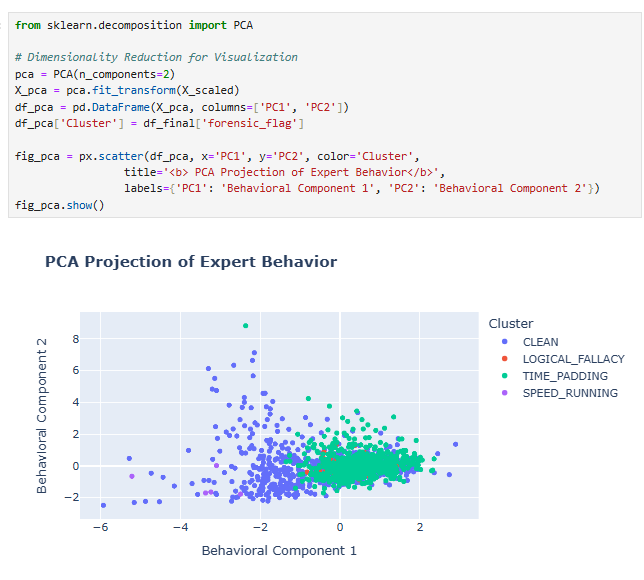 from sklearn.decomposition import PCA
# Dimensionality Reduction for Visualization
pca = PCA(n_components=2)
X_pca = pca.fit_transform(X_scaled)
df_pca = pd.DataFrame(X_pca, columns=['PC1', 'PC2'])
df_pca['Cluster'] = df_final['forensic_flag']
fig_pca = px.scatter(df_pca, x='PC1', y='PC2', color='Cluster',
title='<b> PCA Projection of Expert Behavior</b>',
labels={'PC1': 'Behavioral Component 1', 'PC2': 'Behavioral Component 2'})
fig_pca.show()
PCA Projection of Expert Behavior
Cluster
CLEAN
LOGICAL_FALLACY
TIME_PADDING
SPEED_RUNNING
Behavioral Component 2
8
6
4
2
0
−2
−6
−4
−2
0
2
Behavioral Component 1